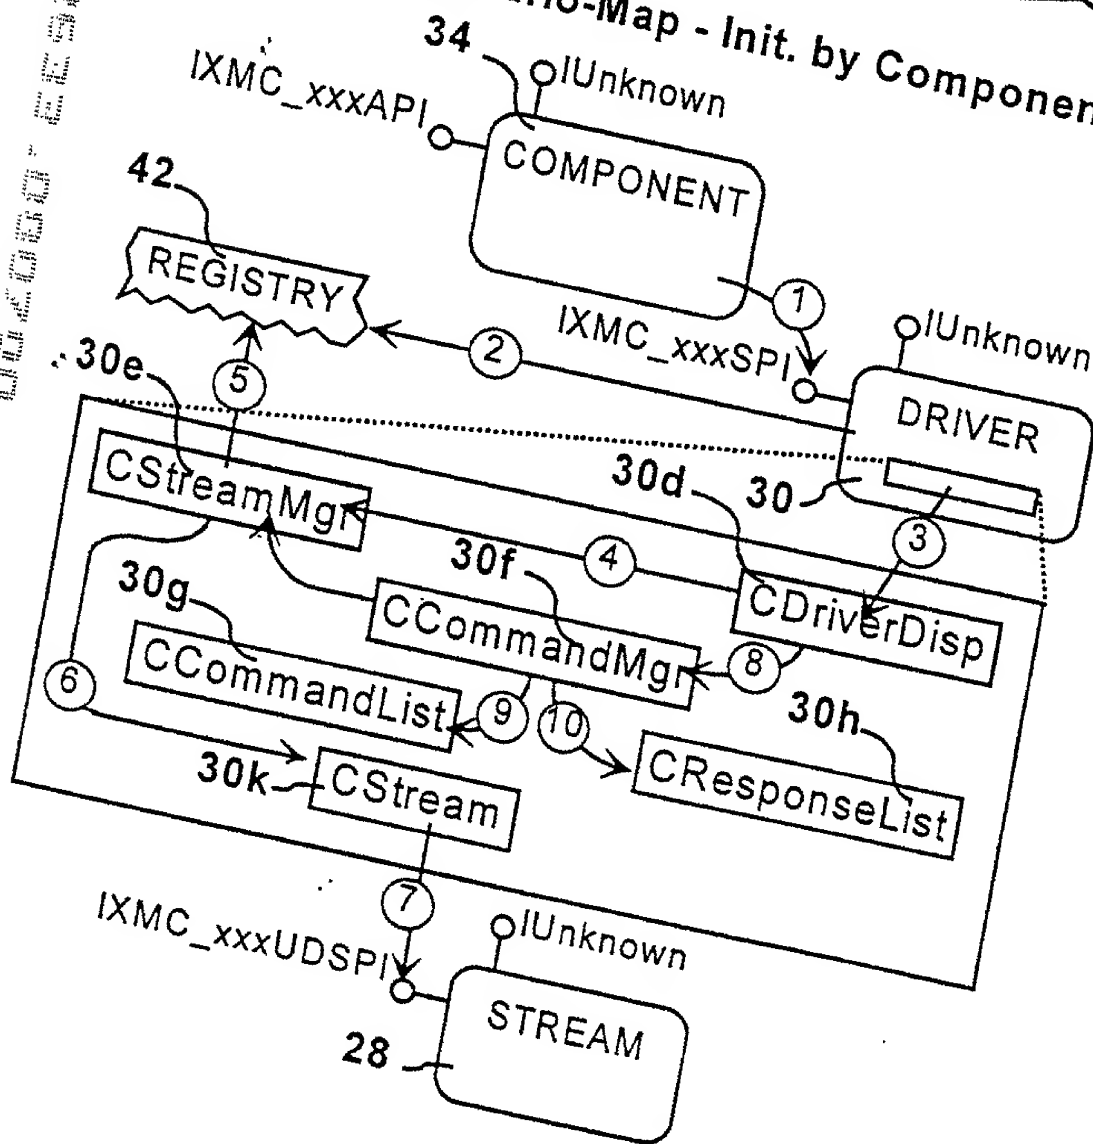 - Init. by
34
IUnknown
IXMC_xxxAPI
COMPONENT
42
REGISTRY
1
IXMC_xxxSPI
IUnknown
2
30e
5
DRIVER
CStreamMgr
30d
30
3
4
30f
30g
CDriverDisp
CCommandMgr
8
CCommandList
6
9
10
30h
30k
CStream
CResponseList
7
IXMC_xxxUDSPI
IUnknown
STREAM
28